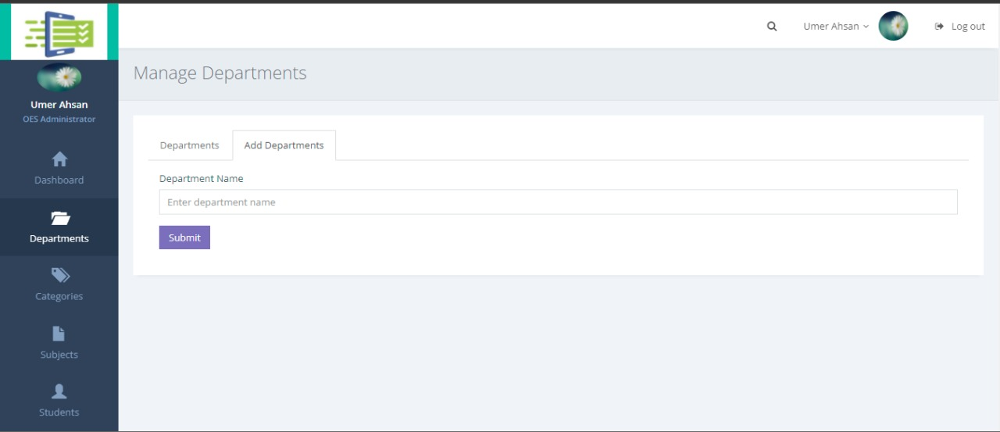 Umer Ahsan
Log out
Umer Ahsan
OES Administrator
Dashboard
Departments
Categories
Subjects
Students
Manage Departments
Departments
Add Departments
Department Name
Enter department name
Submit